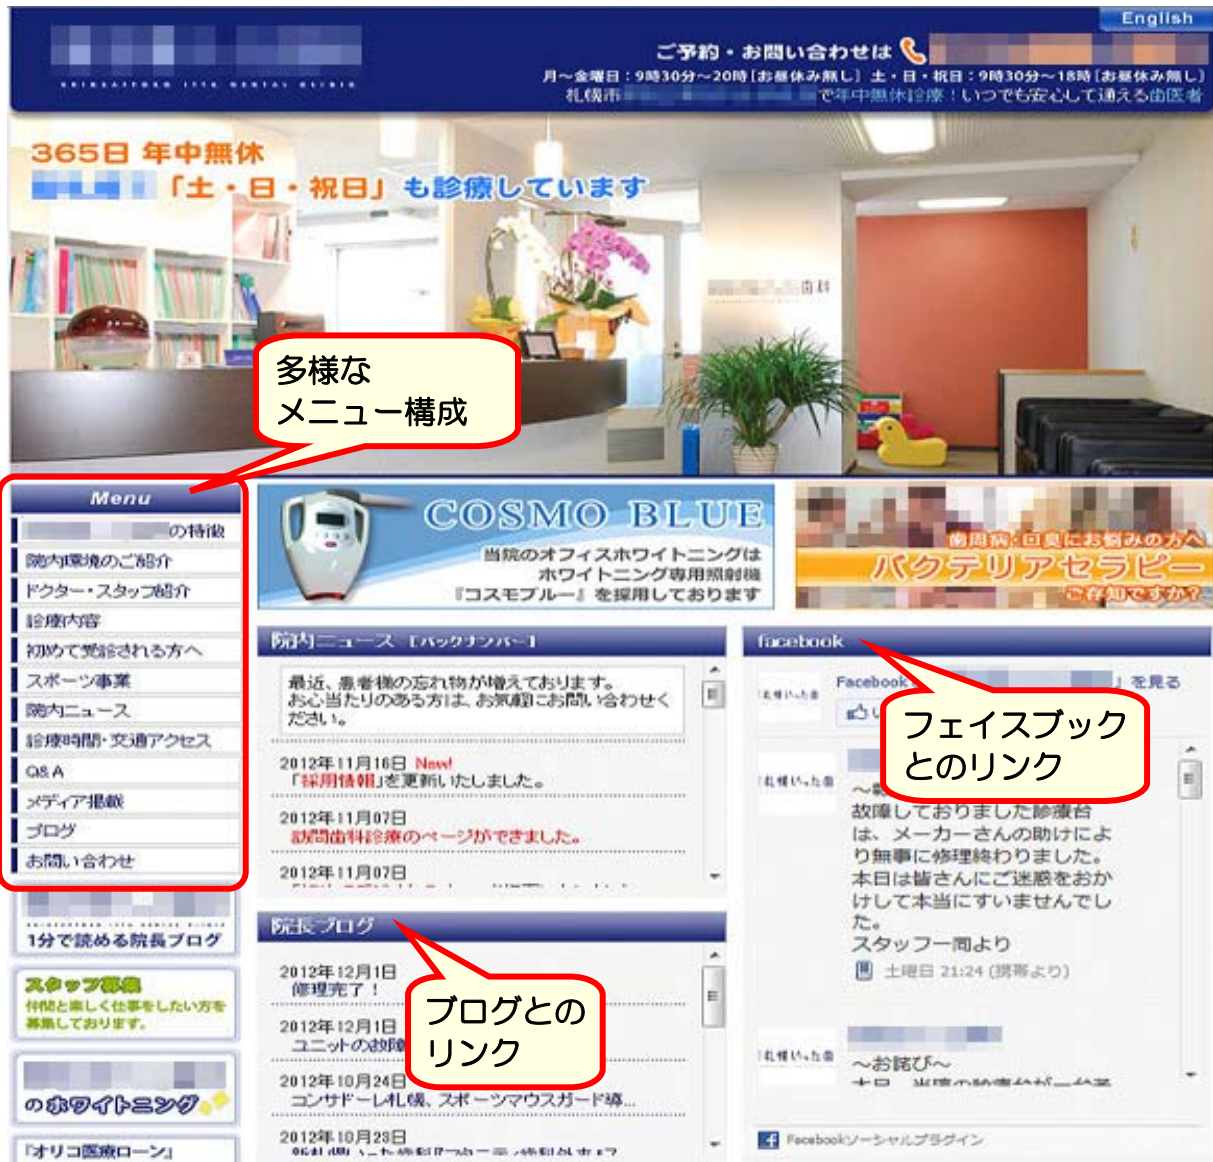 English
ご予約・お問い合わせは
月～金曜日：9時30分～20時[お昼休み無し] 土・日・祝日：9時30分～18時[お昼休み無し]
札幌市
で年中無休診療！いつでも安心して通える歯医者
365日 年中無休
「土・日・祝日」も診療しています
歯科
多様な
メニュー構成
Menu
の特徴
院内環境のご紹介
ドクター・スタッフ紹介
診療内容
初めて受診される方へ
スポーツ事業
院内ニュース
診療時間・交通アクセス
Q&A
メディア掲載
ブログ
お問い合わせ
1分で読める院長ブログ
スタッフ募集
仲間と楽しく仕事をしたい方を
募集しております。
のホワイトニング
『オリコ医療ローン』
COSMO BLUE
当院のオフィスホワイトニングは
ホワイトニング専用照射機
『コスモブルー』を採用しております
歯周病・口臭にお悩みの方へ
バクテリアセラピー
ご存知ですか？
院内ニュース [バックナンバー]
最近、患者様の忘れ物が増えております。
お心当たりのある方は、お気軽にお問い合わせく
ださい。
2012年11月16日 New!
「採用情報」を更新いたしました。
2012年11月07日
訪問歯科診療のページができました。
2012年11月07日
院長ブログ
2012年12月1日
修理完了！
2012年12月1日
ユニットの故障
2012年10月24日
コンサドーレ札幌、スポーツマウスガード導...
2012年10月23日
ブログとの
リンク
facebook
Facebook
」を見る
フェイスブック
とのリンク
故障しておりました診療台
は、メーカーさんの助けによ
り無事に修理終わりました。
本日は皆さんにご迷惑をおか
けして本当にすいませんでし
た。
スタッフ一同より
土曜日 21:24 (携帯より)
～お詫び～
Facebookソーシャルプラグイン